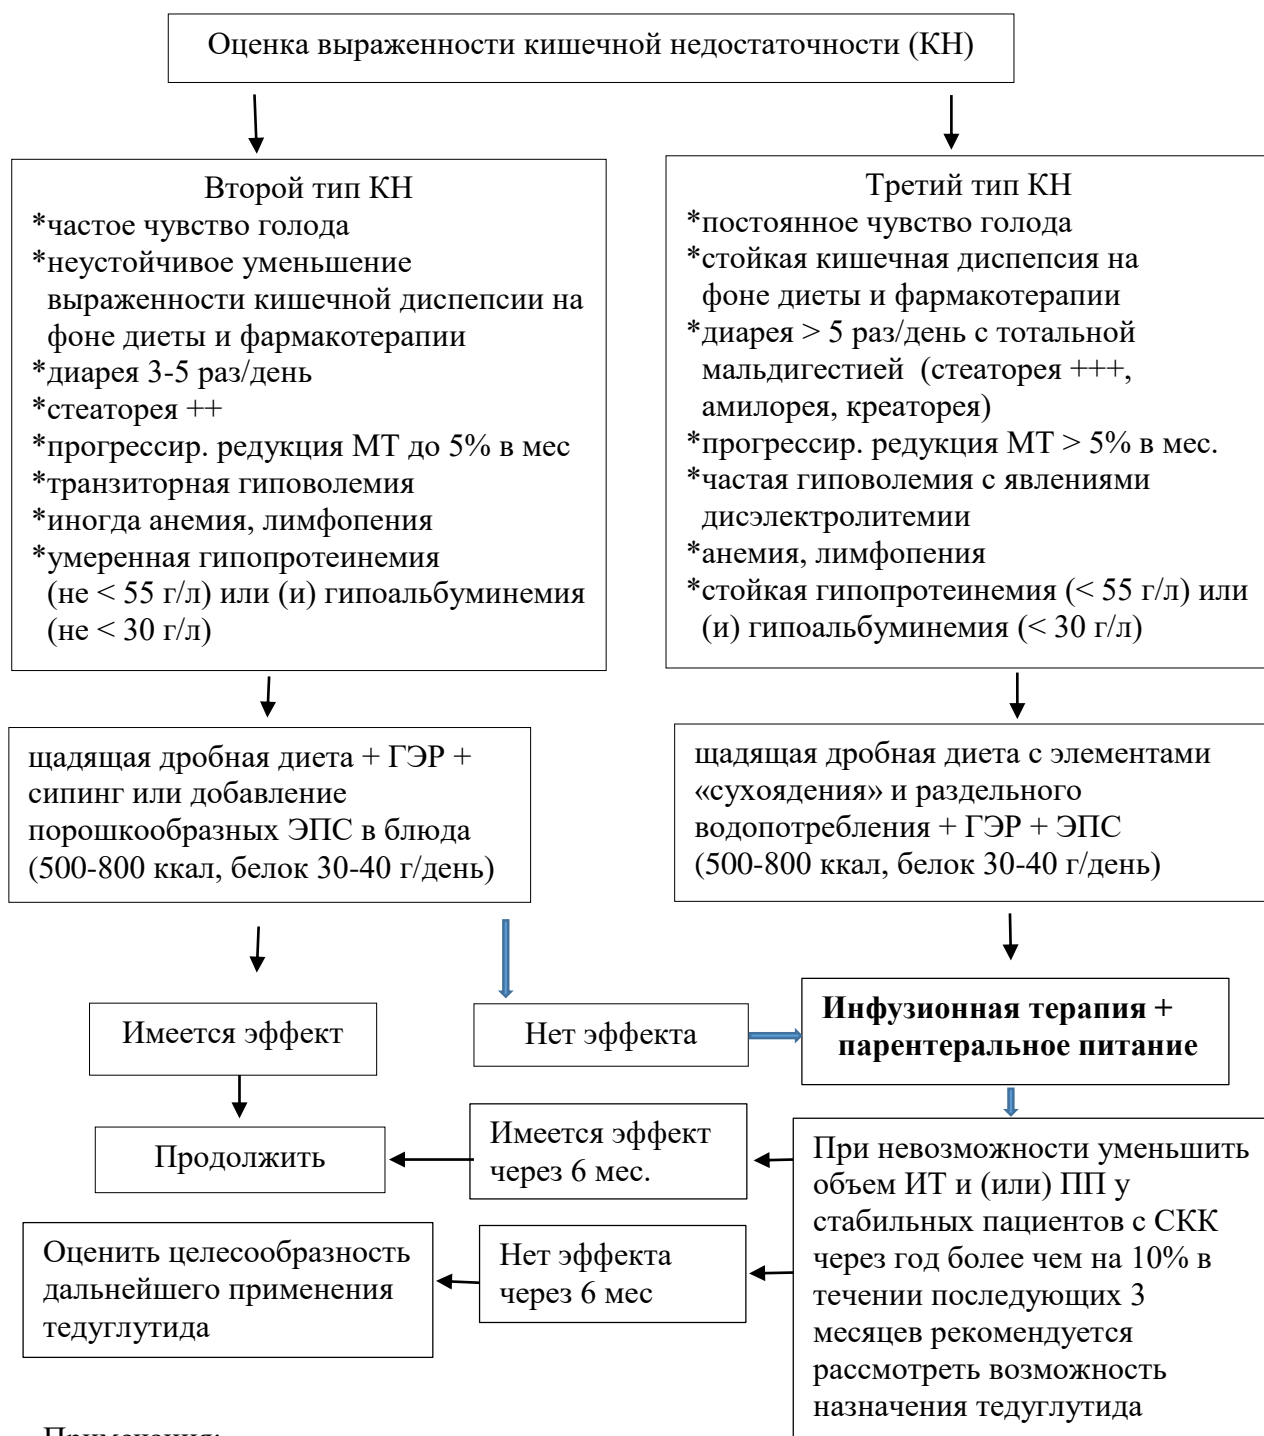 Оценка выраженности кишечной недостаточности (КН)
Второй тип КН
*частое чувство голода
*неустойчивое уменьшение
выраженности кишечной диспепсии на
фоне диеты и фармакотерапии
*диарея 3-5 раз/день
*стеаторея ++
*прогрессир. редукция МТ до 5% в мес
*транзиторная гиповолемия
*иногда анемия, лимфопения
*умеренная гипопротеинемия
(не < 55 г/л) или (и) гипоальбуминемия
(не < 30 г/л)
Третий тип КН
*постоянное чувство голода
*стойкая кишечная диспепсия на
фоне диеты и фармакотерапии
*диарея > 5 раз/день с тотальной
мальдигестией (стеаторея +++,
амилорея, креаторея)
*прогрессир. редукция МТ > 5% в мес.
*частая гиповолемия с явлениями
дисэлектролитемии
*анемия, лимфопения
*стойкая гипопротеинемия (< 55 г/л) или
(и) гипоальбуминемия (< 30 г/л)
щадящая дробная диета + ГЭР +
сипинг или добавление
порошкообразных ЭПС в блюда
(500-800 ккал, белок 30-40 г/день)
щадящая дробная диета с элементами
«сухоядения» и раздельного
водопотребления + ГЭР + ЭПС
(500-800 ккал, белок 30-40 г/день)
Имеется эффект
Нет эффекта
Инфузионная терапия +
парентеральное питание
Продолжить
Имеется эффект
через 6 мес.
При невозможности уменьшить
объем ИТ и (или) ПП у
стабильных пациентов с СКК
через год более чем на 10% в
течении последующих 3
месяцев рекомендуется
рассмотреть возможность
назначения тедуглутида
Оценить целесообразность
дальнейшего применения
тедуглутида
Нет эффекта
через 6 мес